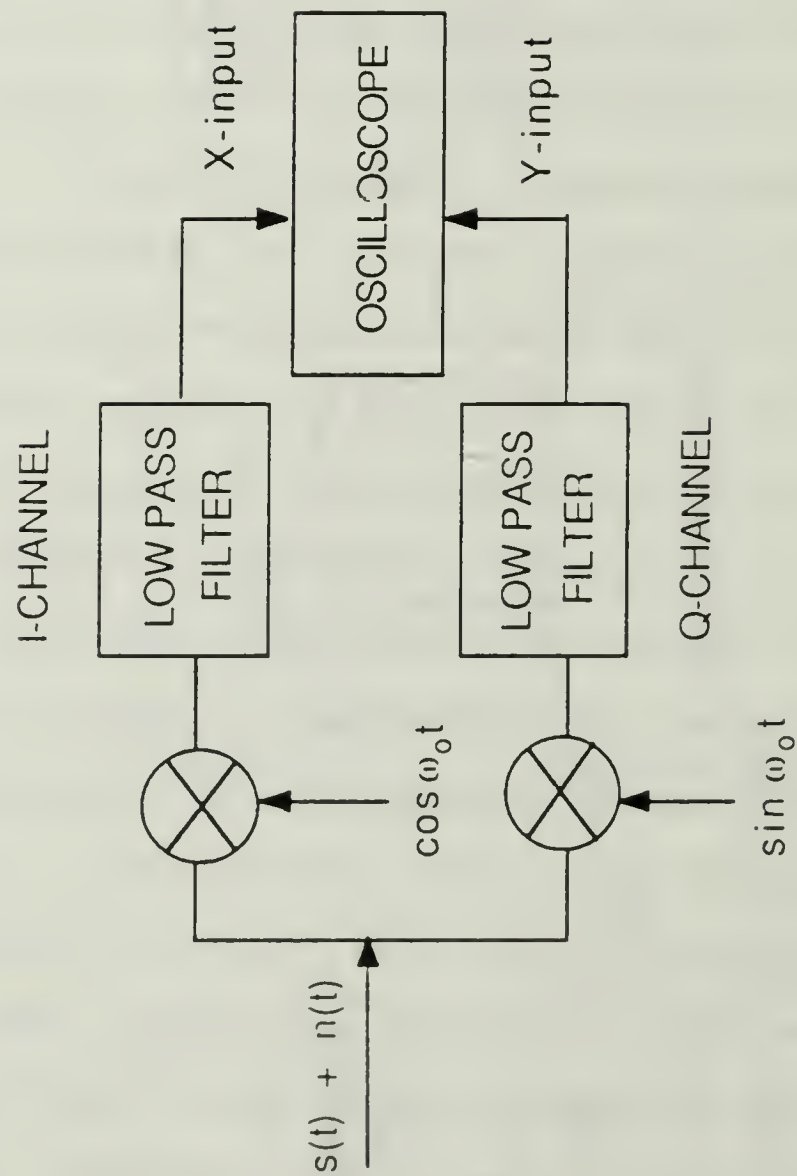 I-CHANNEL
LOW PASS
FILTER
X-input
cos ω₀t
s(t) + n(t)
OSCILLOSCOPE
Y-input
LOW PASS
FILTER
sin ω₀t
Q-CHANNEL